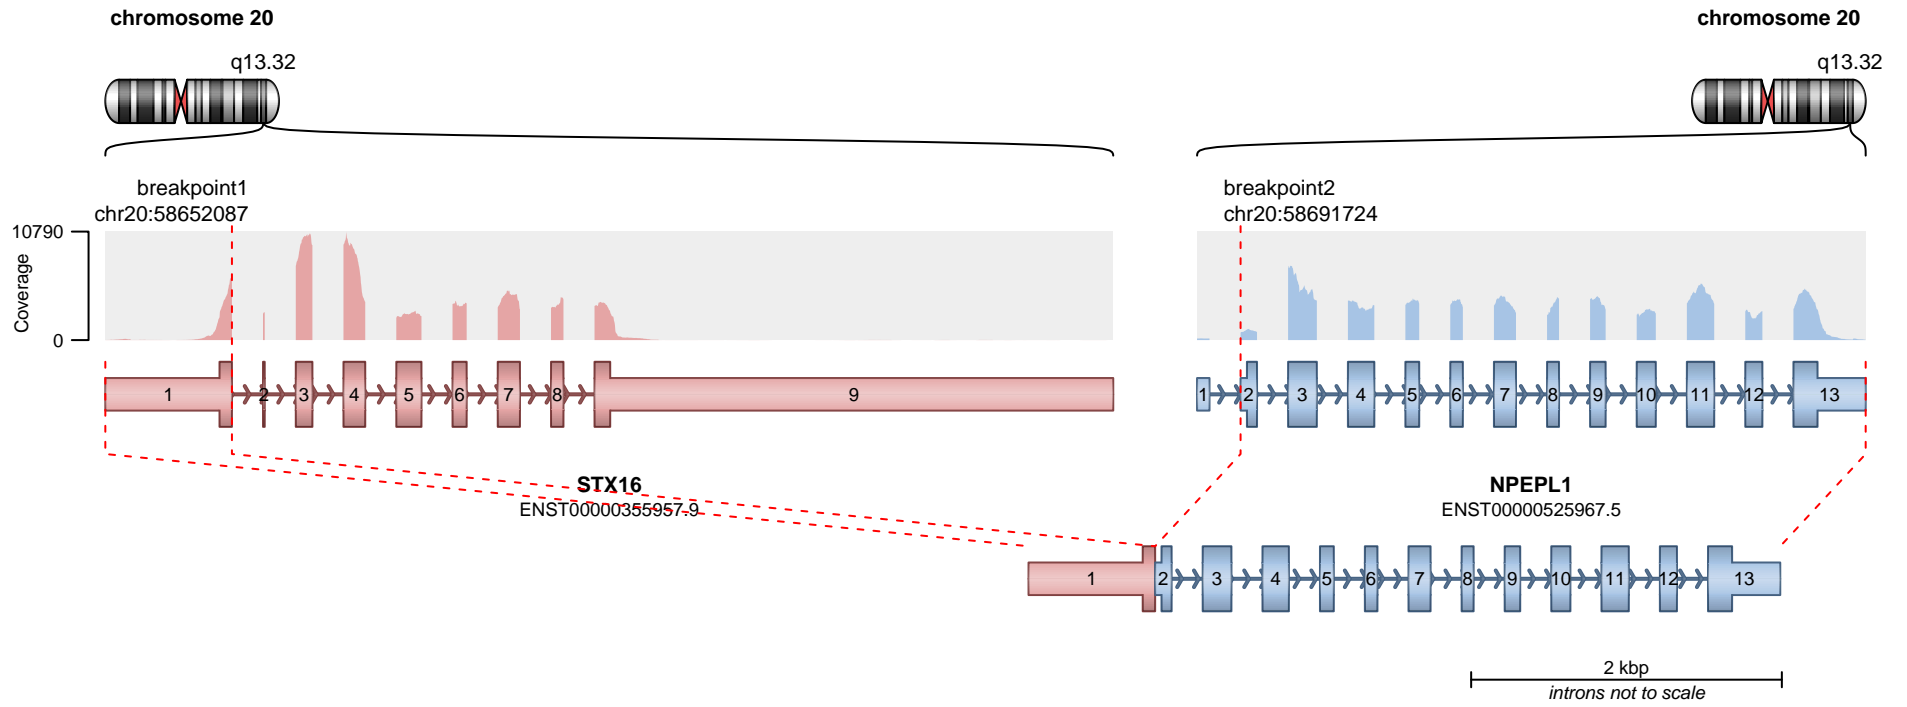 chromosome 20
chromosome 20
q13.32
q13.32
breakpoint1
chr20:58652087
breakpoint2
chr20:58691724
10790
Coverage
0
1 2 3 4 5 6 7 8 9
1 2 3 4 5 6 7 8 9 10 11 12 13
STX16
ENST00000355957.9
NPEPL1
ENST00000525967.5
1 2 3 4 5 6 7 8 9 10 11 12 13
2 kbp
introns not to scale